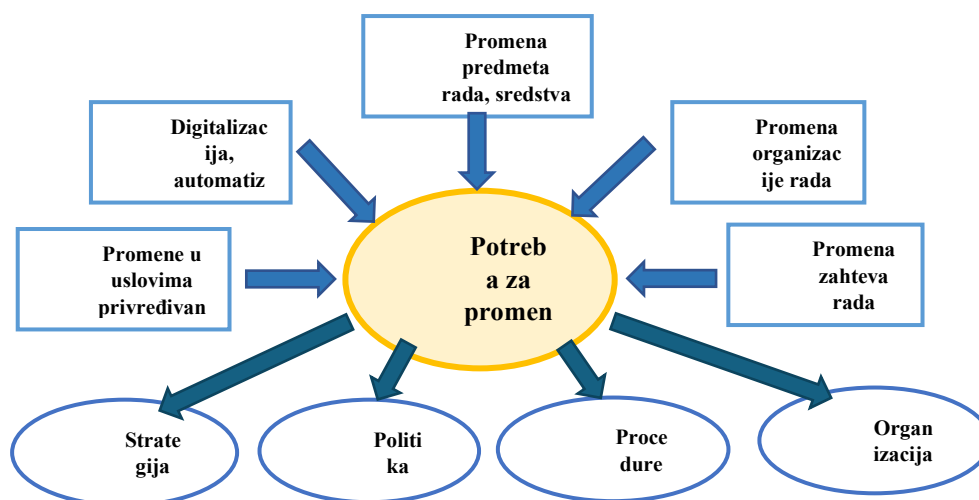 Promena
predmeta
rada, sredstva
Digitalizac
ija,
automatiz
Promena
organizac
ije rada
Promene u
uslovima
privređivan
Potreb
a za
promen
Promena
zahteva
rada
Strate
gija
Politi
ka
Proce
dure
Organ
izacija